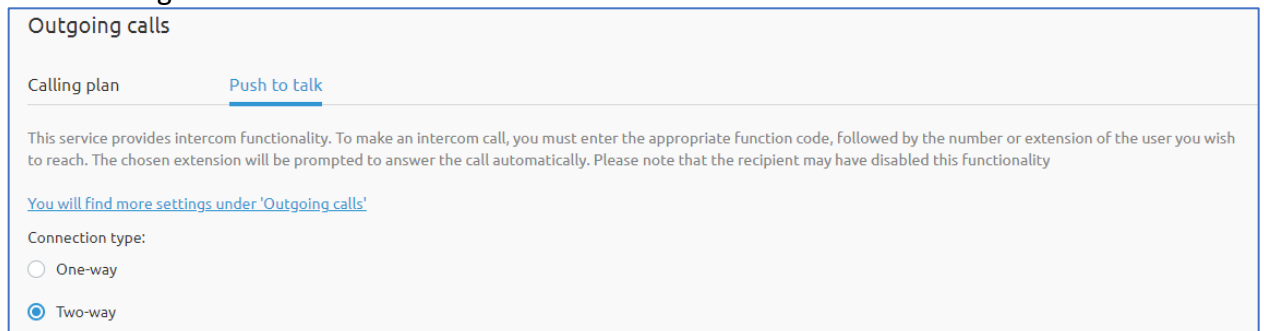 Outgoing calls
Calling plan
Push to talk
This service provides intercom functionality. To make an intercom call, you must enter the appropriate function code, followed by the number or extension of the user you wish
to reach. The chosen extension will be prompted to answer the call automatically. Please note that the recipient may have disabled this functionality
You will find more settings under 'Outgoing calls'
Connection type:
One-way
Two-way